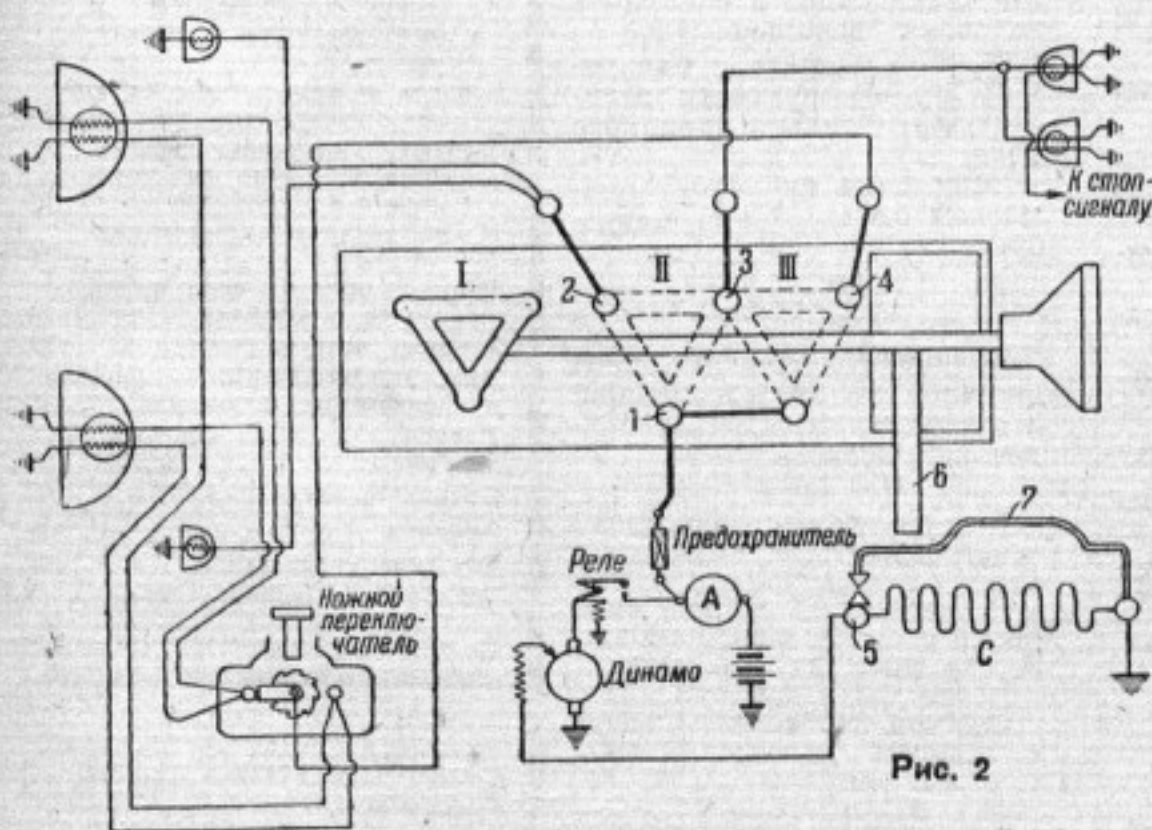 К стоп-
сигналу
I
II
3
III
2
4
1
6
7
Предохранитель
Реле
А
Ножной
переклю-
чатель
Динамо
5
С
Рис. 2